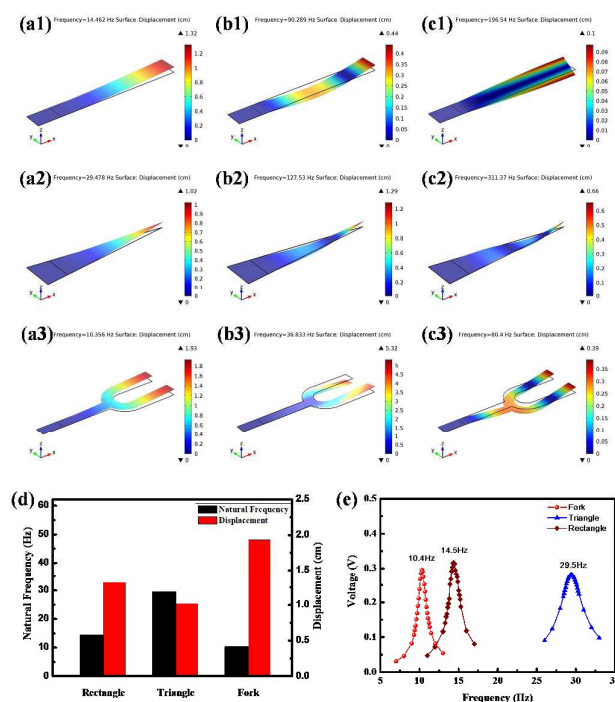 (a1)
Frequency=14.462 Hz Surface: Displacement (cm)
▲ 1.32
1.2
1
0.8
0.6
0.4
0.2
0
▼ 0
z
y
x
(b1)
Frequency=90.289 Hz Surface: Displacement (cm)
▲ 0.44
0.4
0.35
0.3
0.25
0.2
0.15
0.1
0.05
0
▼ 0
z
y
x
(c1)
Frequency=196.54 Hz Surface: Displacement (cm)
▲ 0.1
0.09
0.08
0.07
0.06
0.05
0.04
0.03
0.02
0.01
0
▼ 0
z
y
x
(a2)
Frequency=29.478 Hz Surface: Displacement (cm)
▲ 1.02
1
0.9
0.8
0.7
0.6
0.5
0.4
0.3
0.2
0.1
0
▼ 0
z
y
x
(b2)
Frequency=127.53 Hz Surface: Displacement (cm)
▲ 1.29
1.2
1
0.8
0.6
0.4
0.2
0
▼ 0
z
y
x
(c2)
Frequency=311.37 Hz Surface: Displacement (cm)
▲ 0.66
0.6
0.5
0.4
0.3
0.2
0.1
0
▼ 0
z
y
x
(a3)
Frequency=10.356 Hz Surface: Displacement (cm)
▲ 1.93
1.8
1.6
1.4
1.2
1
0.8
0.6
0.4
0.2
0
▼ 0
z
y
x
(b3)
Frequency=36.833 Hz Surface: Displacement (cm)
▲ 5.32
5
4.5
4
3.5
3
2.5
2
1.5
1
0.5
0
▼ 0
z
y
x
(c3)
Frequency=80.4 Hz Surface: Displacement (cm)
▲ 0.39
0.35
0.3
0.25
0.2
0.15
0.1
0.05
0
▼ 0
z
y
x
(d)
Natural Frequency
Displacement
60
50
40
30
20
10
0
Natural Frequency (Hz)
2.5
2.0
1.5
1.0
0.5
0.0
Displacement (cm)
Rectangle Triangle Fork
(e)
Fork
Triangle
Rectangle
10.4Hz 14.5Hz 29.5Hz
0.5
0.4
0.3
0.2
0.1
0.0
Voltage (V)
5 10 15 20 25 30
Frequency (Hz)